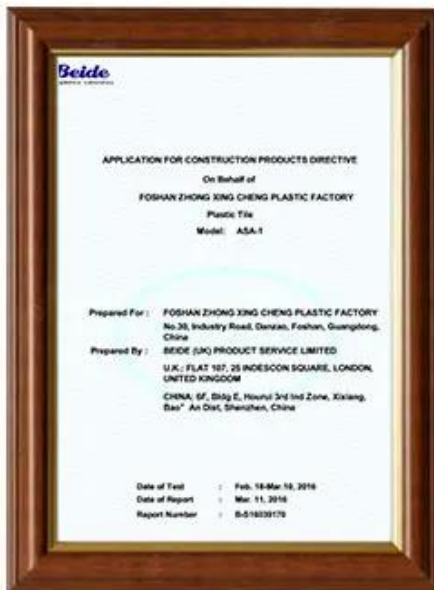 Beide
APPLICATION FOR CONSTRUCTION PRODUCTS DIRECTIVE
On Behalf of
FOSHAN ZHONG XING CHENG PLASTIC FACTORY
Plastic Tile
Model: ASA-1
Prepared For : FOSHAN ZHONG XING CHENG PLASTIC FACTORY
No.30, Industry Road, Danzao, Foshan, Guangdong,
China
Prepared By : BEIDE (UK) PRODUCT SERVICE LIMITED
U.K.: FLAT 107, 25 INDESCON SQUARE, LONDON,
UNITED KINGDOM
CHINA: 6F, Bldg E, Hourui 3rd Ind Zone, Xixiang,
Bao" An Dist, Shenzhen, China
Date of Test : Feb. 18-Mar.10, 2016
Date of Report : Mar. 11, 2016
Report Number : B-S16030170